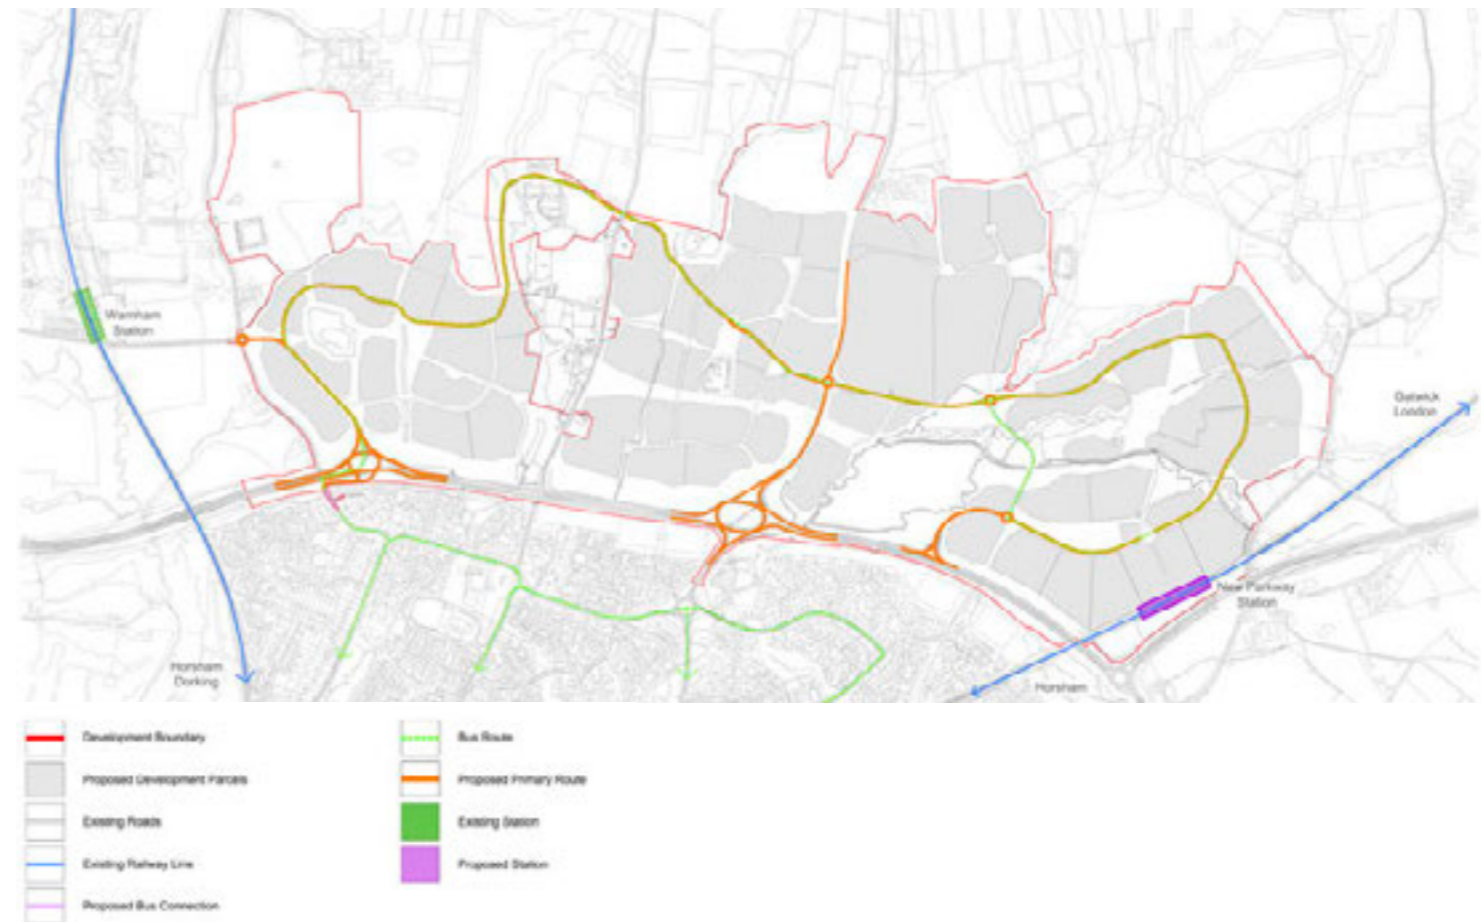 Warnham
Station
Gatwick
London
New Parkway
Station
Horsham
Dorking
Horsham
Development Boundary
Proposed Development Parcels
Existing Roads
Existing Railway Line
Proposed Bus Connection
Bus Route
Proposed Primary Route
Existing Station
Proposed Station